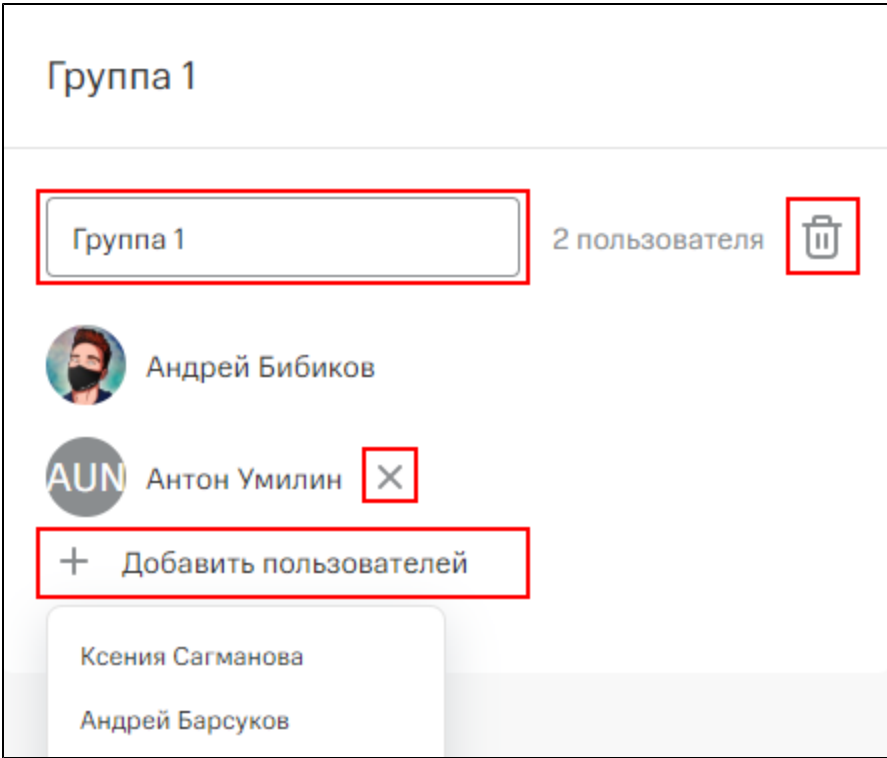 Группа 1
Группа 1 2 пользователя
Андрей Бибиков
AUN Антон Умилин
Добавить пользователей
Ксения Сагманова
Андрей Барсуков